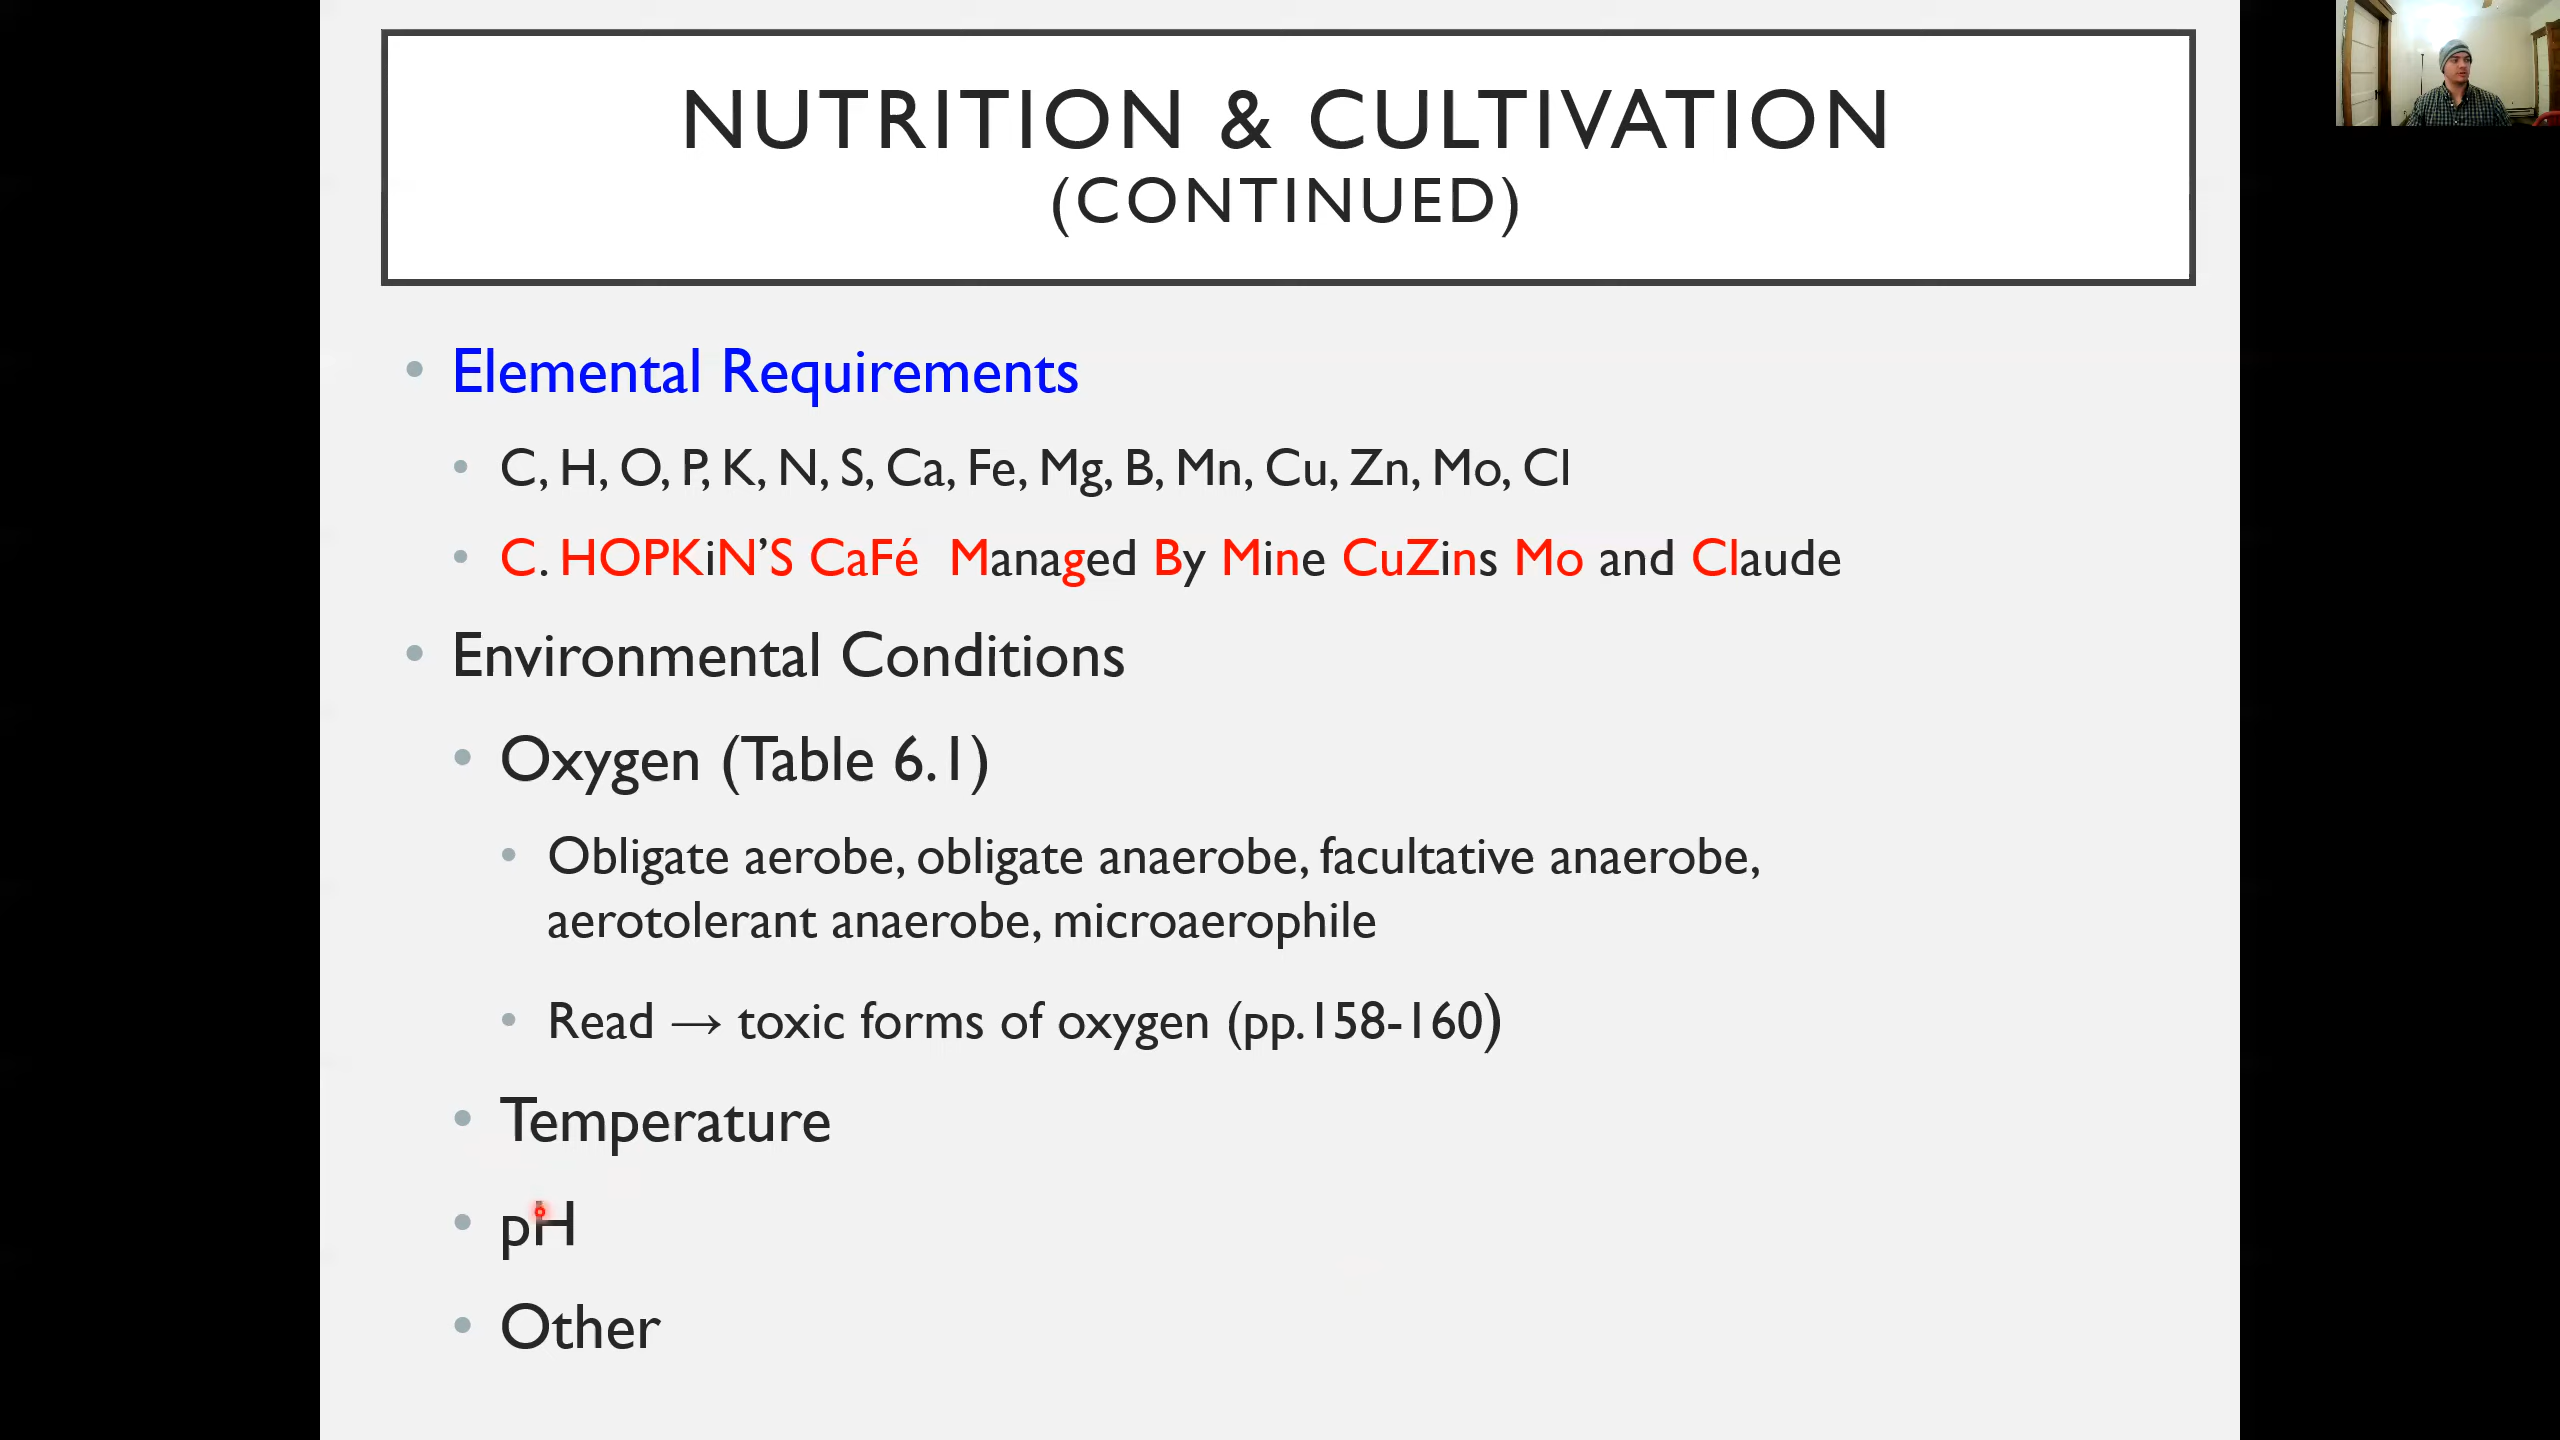 NUTRITION & CULTIVATION
(CONTINUED)
• Elemental Requirements
• C, H, O, P, K, N, S, Ca, Fe, Mg, B, Mn, Cu, Zn, Mo, Cl
• C. HOPKiN’S CaFé Managed By Mine CuZins Mo and Claude
• Environmental Conditions
• Oxygen (Table 6.1)
• Obligate aerobe, obligate anaerobe, facultative anaerobe,
aerotolerant anaerobe, microaerophile
• Read → toxic forms of oxygen (pp.158-160)
• Temperature
• pH
• Other